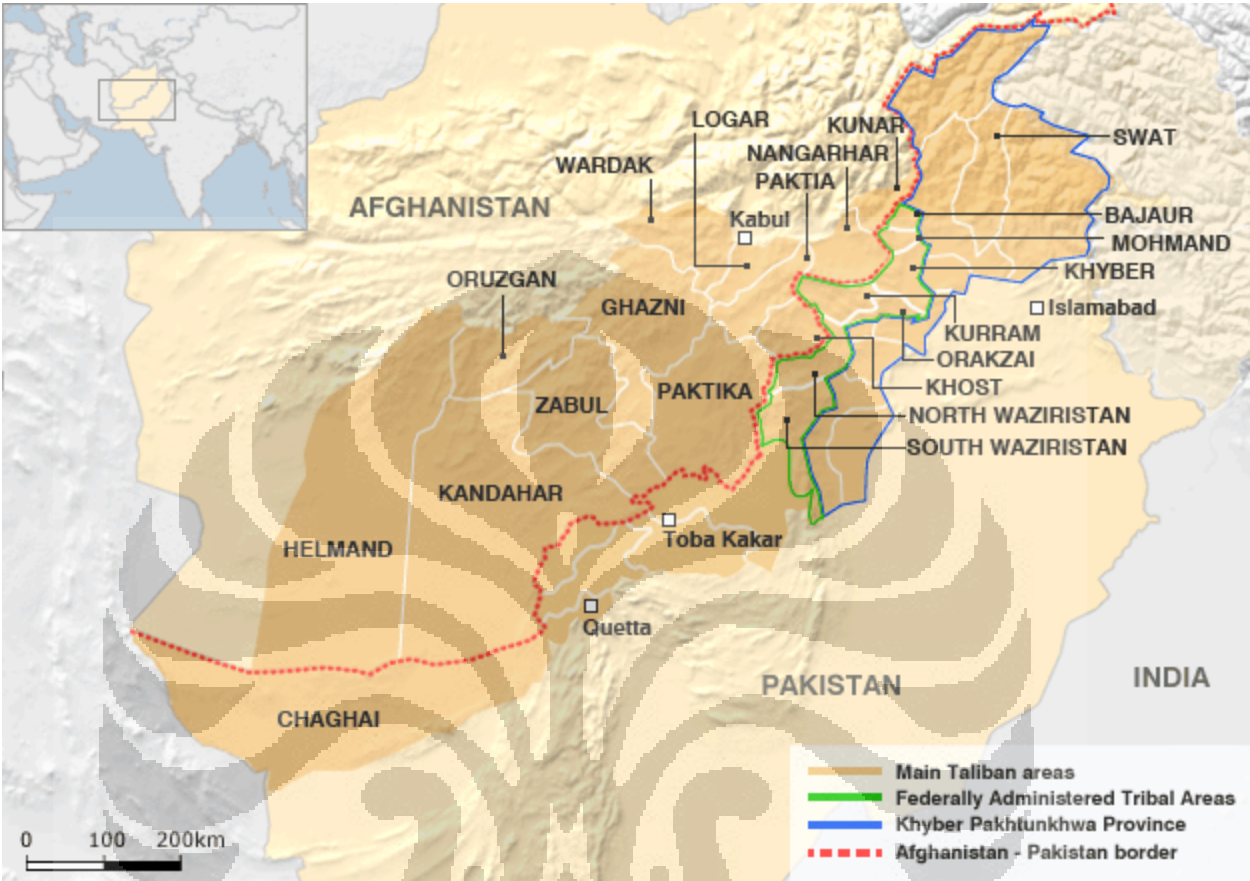 LOGAR
KUNAR
SWAT
NANGARHAR
WARDAK
PAKTIA
AFGHANISTAN
Kabul
BAJAUR
MOHMAND
KHYBER
ORUZGAN
GHAZNI
Islamabad
KURRAM
ORAKZAI
KHOST
PAKTIKA
ZABUL
NORTH WAZIRISTAN
SOUTH WAZIRISTAN
KANDAHAR
Toba Kakar
HELMAND
Quetta
PAKISTAN
INDIA
CHAGHAI
Main Taliban areas
Federally Administered Tribal Areas
Khyber Pakhtunkhwa Province
Afghanistan - Pakistan border
0 100 200km